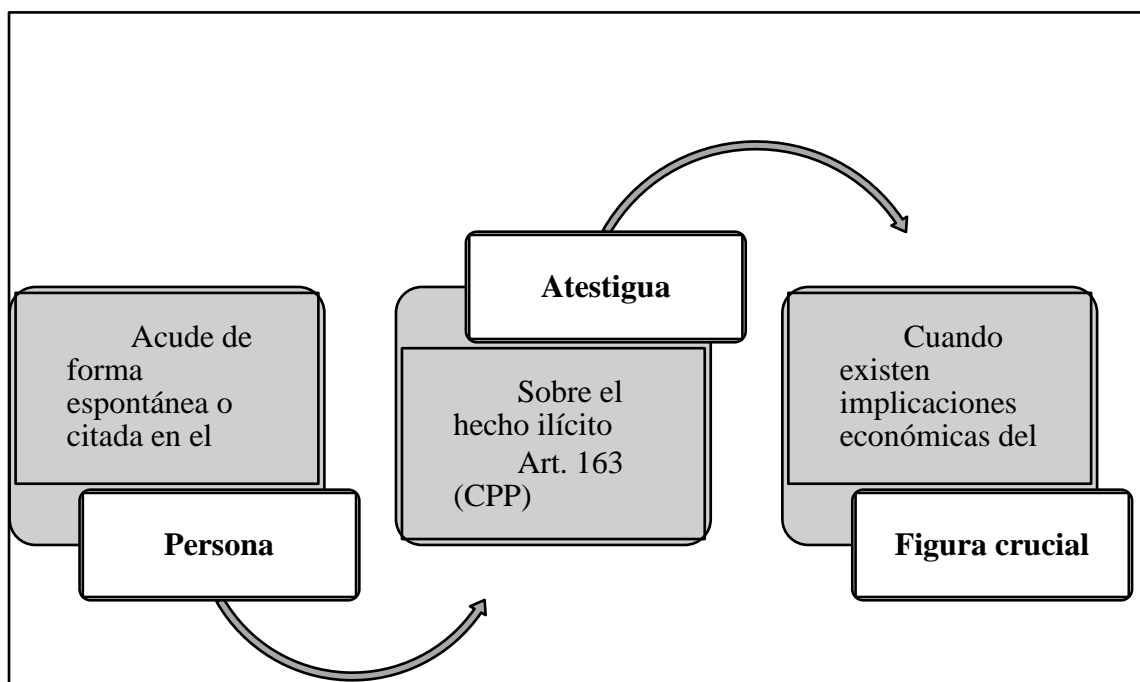 Acude de
forma
espontánea o
citada en el
Persona
Atestigua
Sobre el
hecho ilícito
Art. 163
(CPP)
Cuando
existen
implicaciones
económicas del
Figura crucial